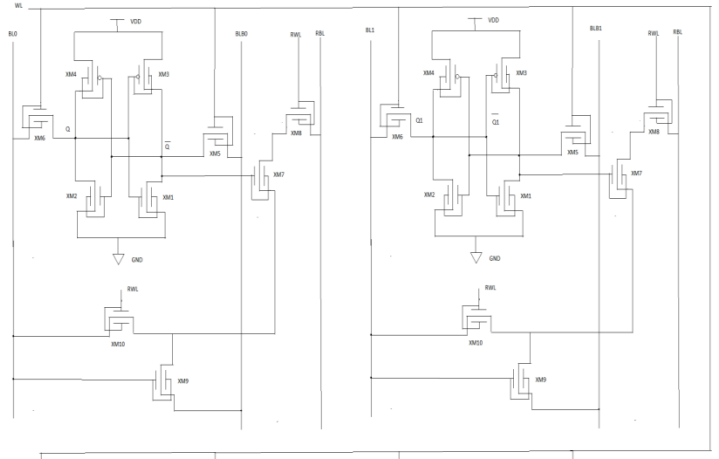 WL
VDD
VDD
BL0
BLB0
RWL
RBL
BL1
BLB1
RWL
RBL
XM4
XM3
XM4
XM3
XM6
Q
Q
XM5
XM8
XM6
Q1
Q1
XM5
XM8
XM7
XM7
XM2
XM1
XM2
XM1
GND
GND
RWL
RWL
XM10
XM10
XM9
XM9